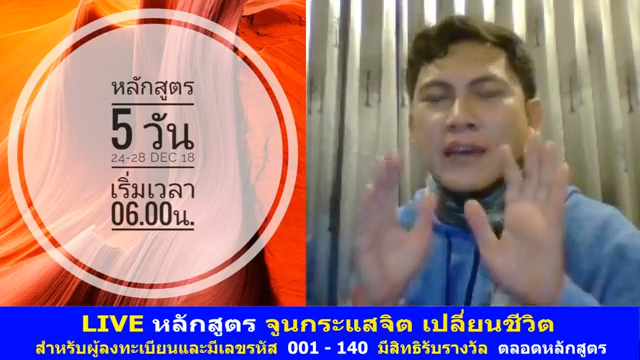 หลักสูตร
5 วัน
24-28 DEC 18
เริ่มเวลา
06.00น.
LIVE หลักสูตร จูนกระแสจิต เปลี่ยนชีวิต
สำหรับผู้ลงทะเบียนและมีเลขรหัส 001 - 140 มีสิทธิรับรางวัล ตลอดหลักสูตร